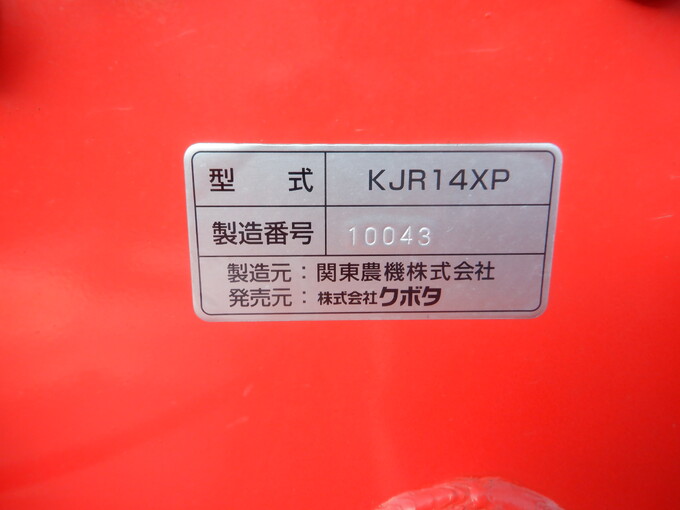 型 式 KJR14XP
製造番号 10043
製造元：関東農機株式会社
発売元：株式会社クボタ